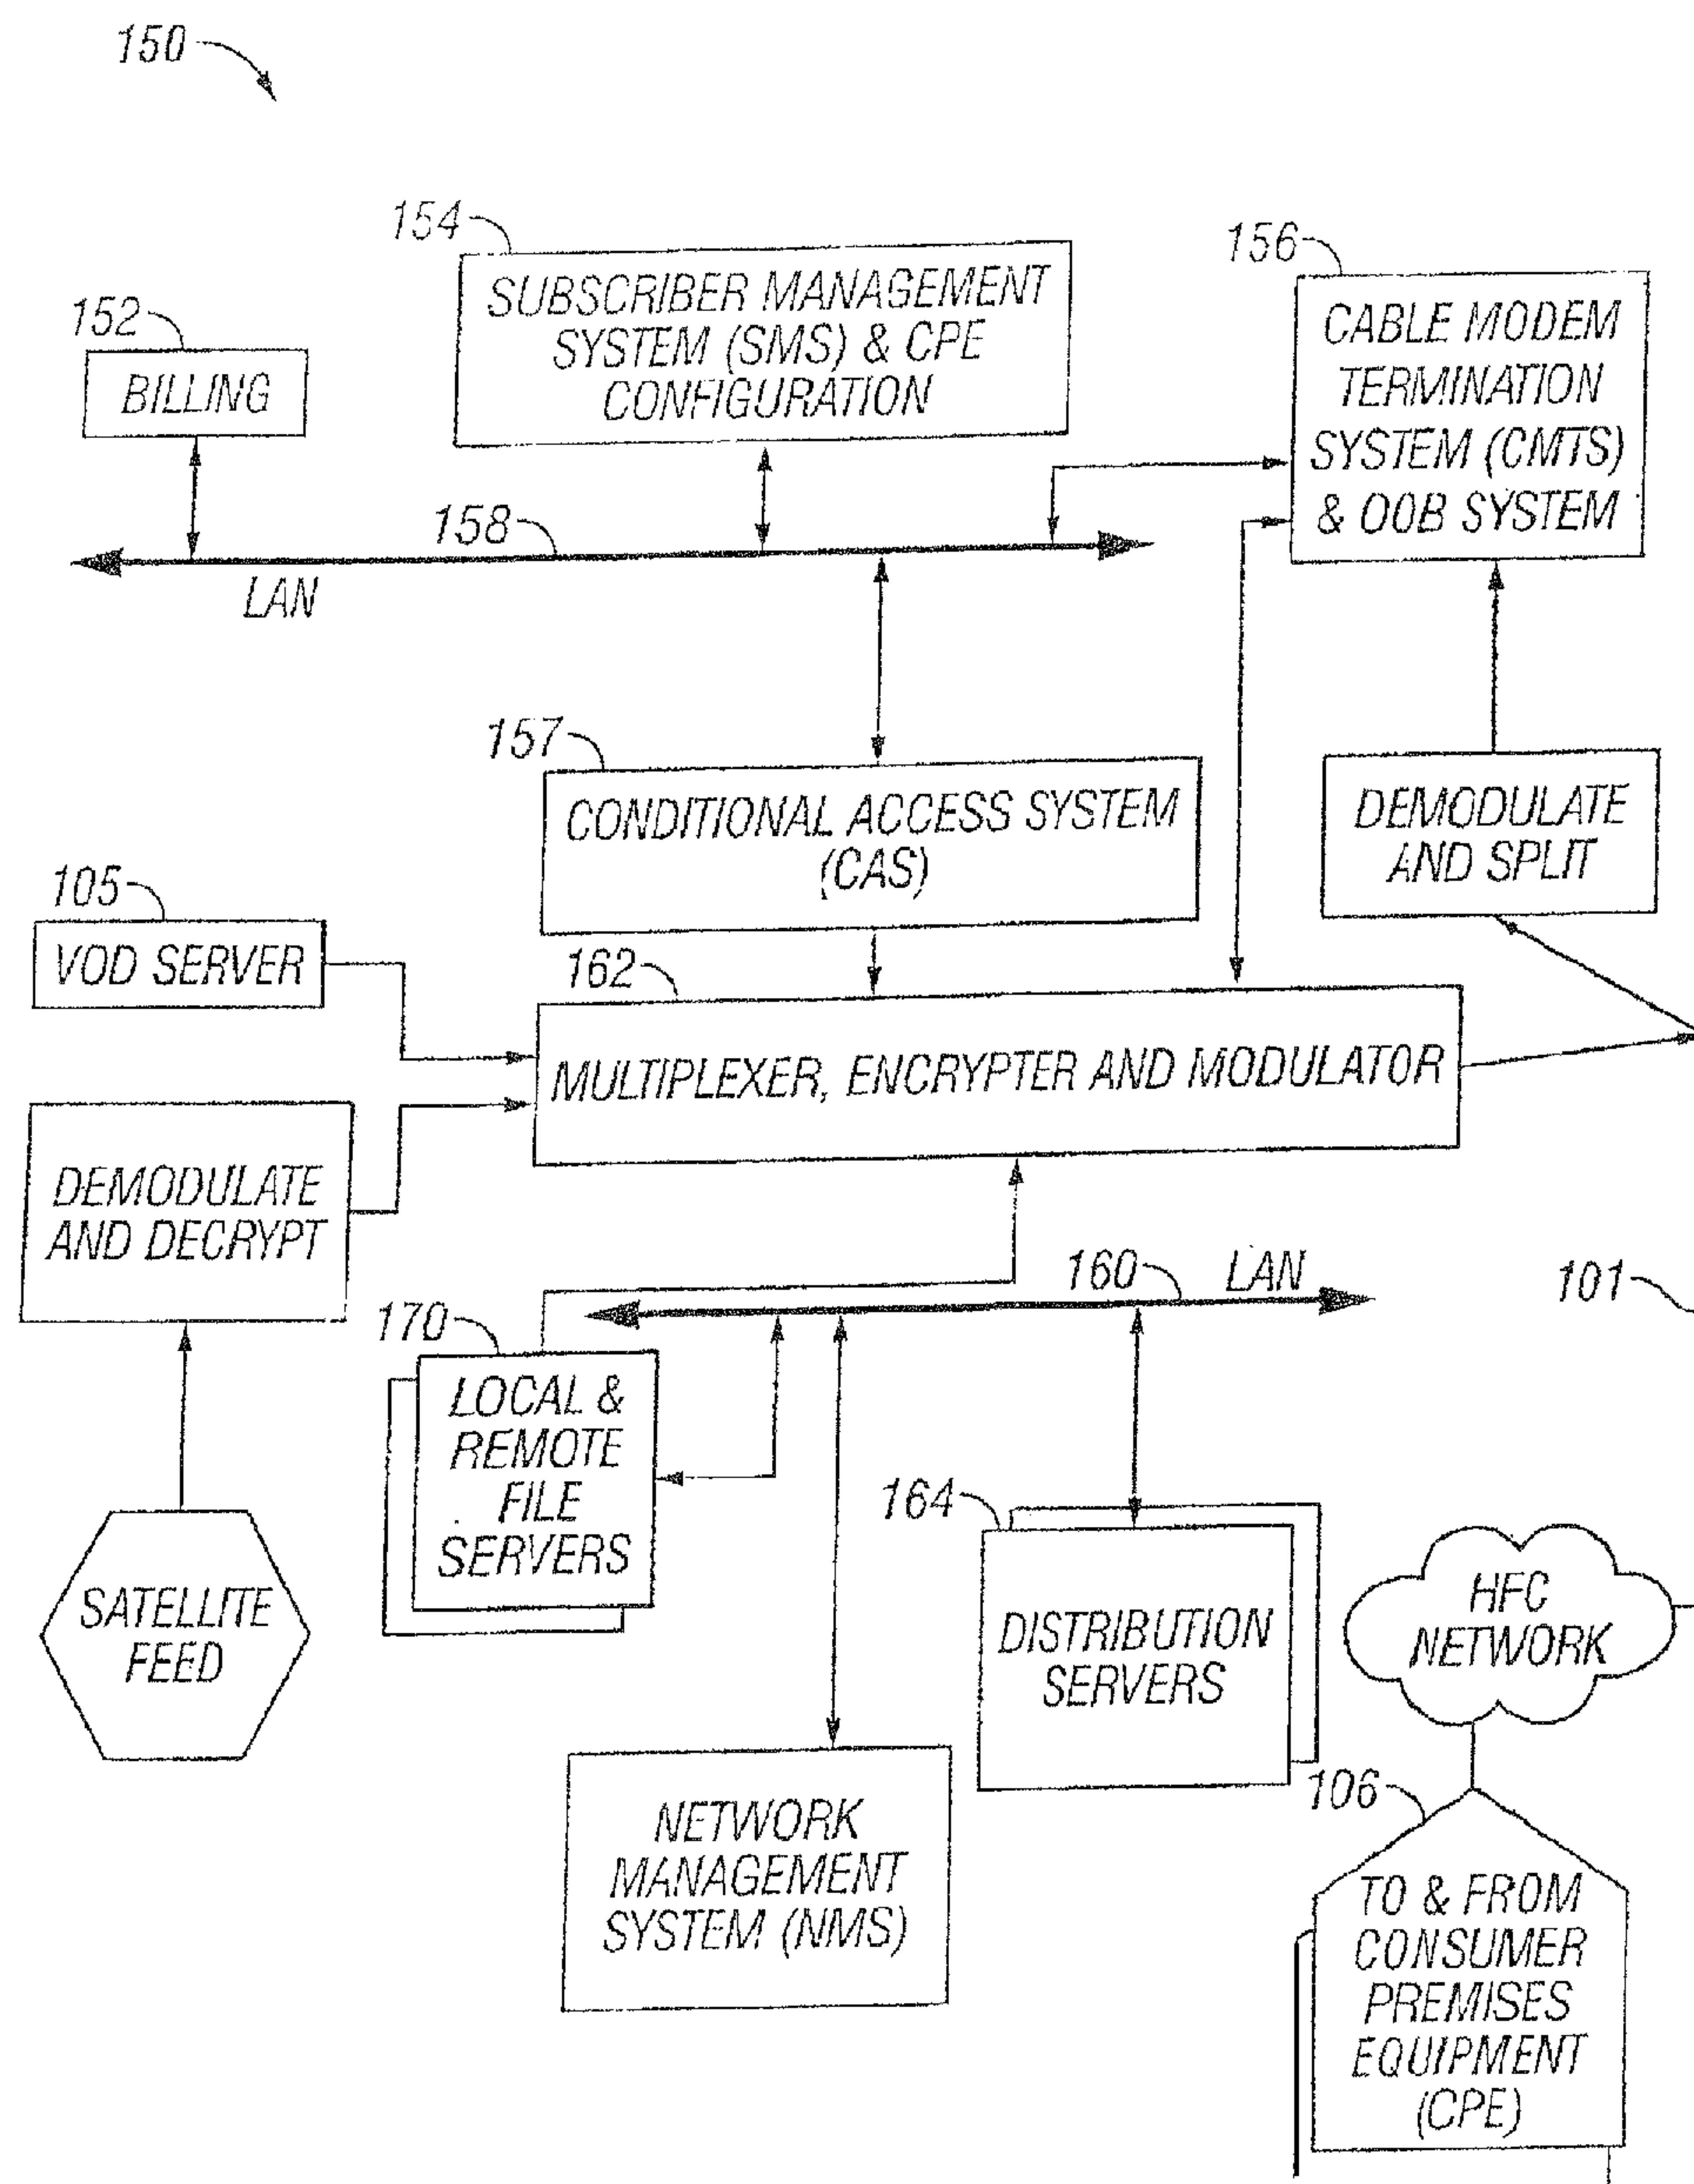 150
154
SUBSCRIBER MANAGEMENT
SYSTEM (SMS) & CPE
CONFIGURATION
156
CABLE MODEM
TERMINATION
SYSTEM (CMTS)
& OOB SYSTEM
152
BILLING
158
LAN
157
CONDITIONAL ACCESS SYSTEM
(CAS)
DEMODULATE
AND SPLIT
105
VOD SERVER
162
MULTIPLEXER, ENCRYPTER AND MODULATOR
DEMODULATE
AND DECRYPT
160
LAN
101
170
LOCAL &
REMOTE
FILE
SERVERS
164
DISTRIBUTION
SERVERS
SATELLITE
FEED
HFC
NETWORK
NETWORK
MANAGEMENT
SYSTEM (NMS)
106
TO & FROM
CONSUMER
PREMISES
EQUIPMENT
(CPE)